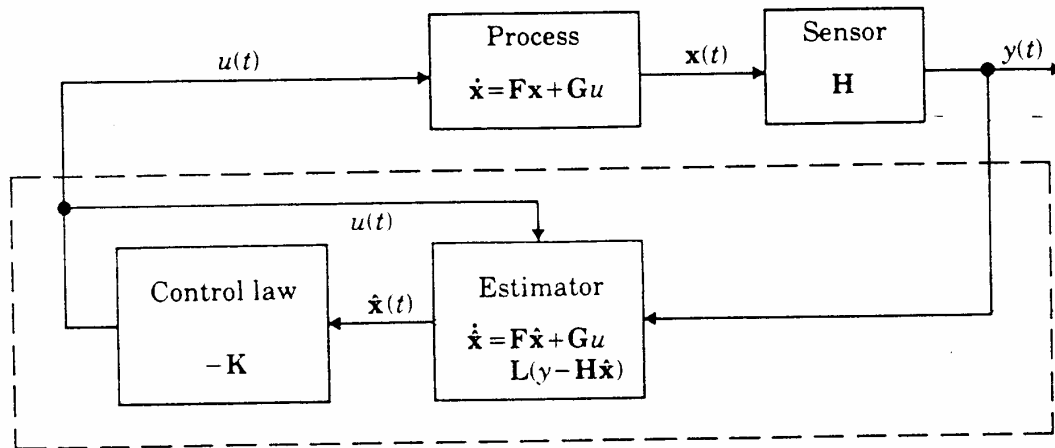 Process
ẋ = Fx + Gu
Sensor
H
u(t)
x(t)
y(t)
u(t)
Control law
−K
x̂(t)
Estimator
x̂̇ = Fx̂ + Gu
L(y − Hx̂)